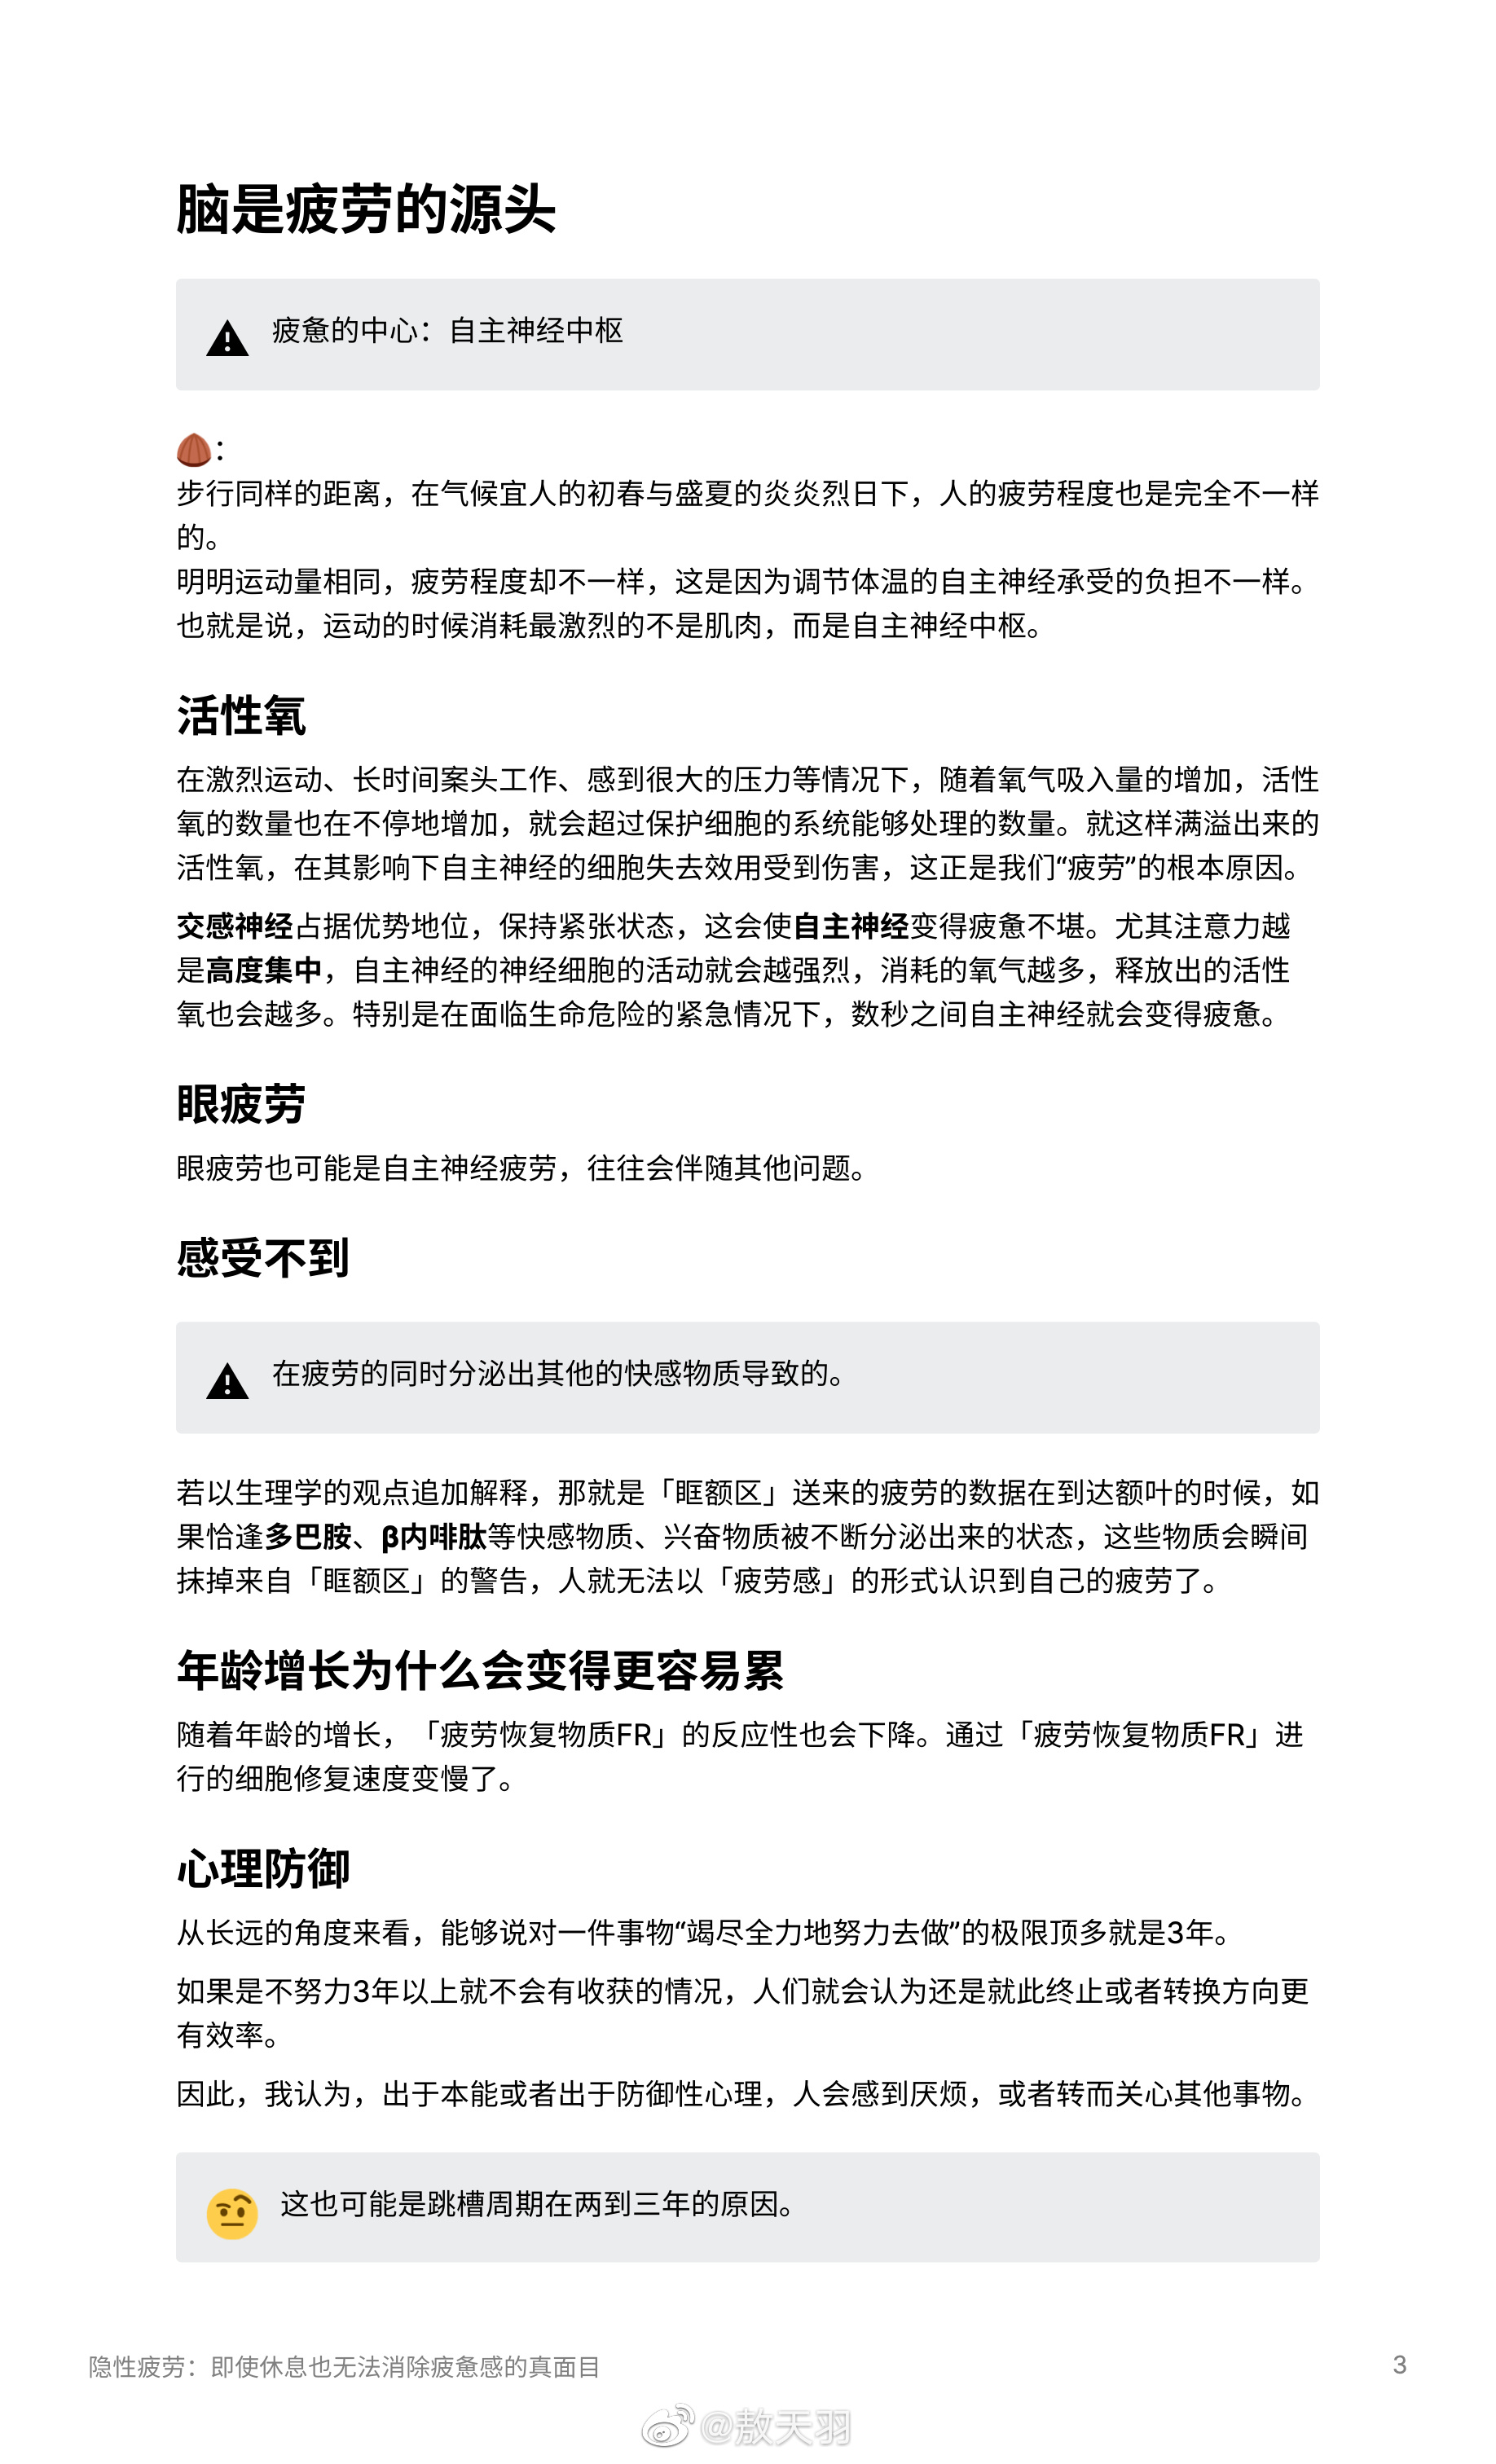 脑是疲劳的源头
疲惫的中心：自主神经中枢
🌰：
步行同样的距离，在气候宜人的初春与盛夏的炎炎烈日下，人的疲劳程度也是完全不一样
的。
明明运动量相同，疲劳程度却不一样，这是因为调节体温的自主神经承受的负担不一样。
也就是说，运动的时候消耗最激烈的不是肌肉，而是自主神经中枢。
活性氧
在激烈运动、长时间案头工作、感到很大的压力等情况下，随着氧气吸入量的增加，活性
氧的数量也在不停地增加，就会超过保护细胞的系统能够处理的数量。就这样满溢出来的
活性氧，在其影响下自主神经的细胞失去效用受到伤害，这正是我们“疲劳”的根本原因。
交感神经占据优势地位，保持紧张状态，这会使自主神经变得疲惫不堪。尤其注意力越
是高度集中，自主神经的神经细胞的活动就会越强烈，消耗的氧气越多，释放出的活性
氧也会越多。特别是在面临生命危险的紧急情况下，数秒之间自主神经就会变得疲惫。
眼疲劳
眼疲劳也可能是自主神经疲劳，往往会伴随其他问题。
感受不到
在疲劳的同时分泌出其他的快感物质导致的。
若以生理学的观点追加解释，那就是「眶额区」送来的疲劳的数据在到达额叶的时候，如
果恰逢多巴胺、β内啡肽等快感物质、兴奋物质被不断分泌出来的状态，这些物质会瞬间
抹掉来自「眶额区」的警告，人就无法以「疲劳感」的形式认识到自己的疲劳了。
年龄增长为什么会变得更容易累
随着年龄的增长，「疲劳恢复物质FR」的反应性也会下降。通过「疲劳恢复物质FR」进
行的细胞修复速度变慢了。
心理防御
从长远的角度来看，能够说对一件事物“竭尽全力地努力去做”的极限顶多就是3年。
如果是不努力3年以上就不会有收获的情况，人们就会认为还是就此终止或者转换方向更
有效率。
因此，我认为，出于本能或者出于防御性心理，人会感到厌烦，或者转而关心其他事物。
这也可能是跳槽周期在两到三年的原因。
隐性疲劳：即使休息也无法消除疲惫感的真面目
3
@敖天羽